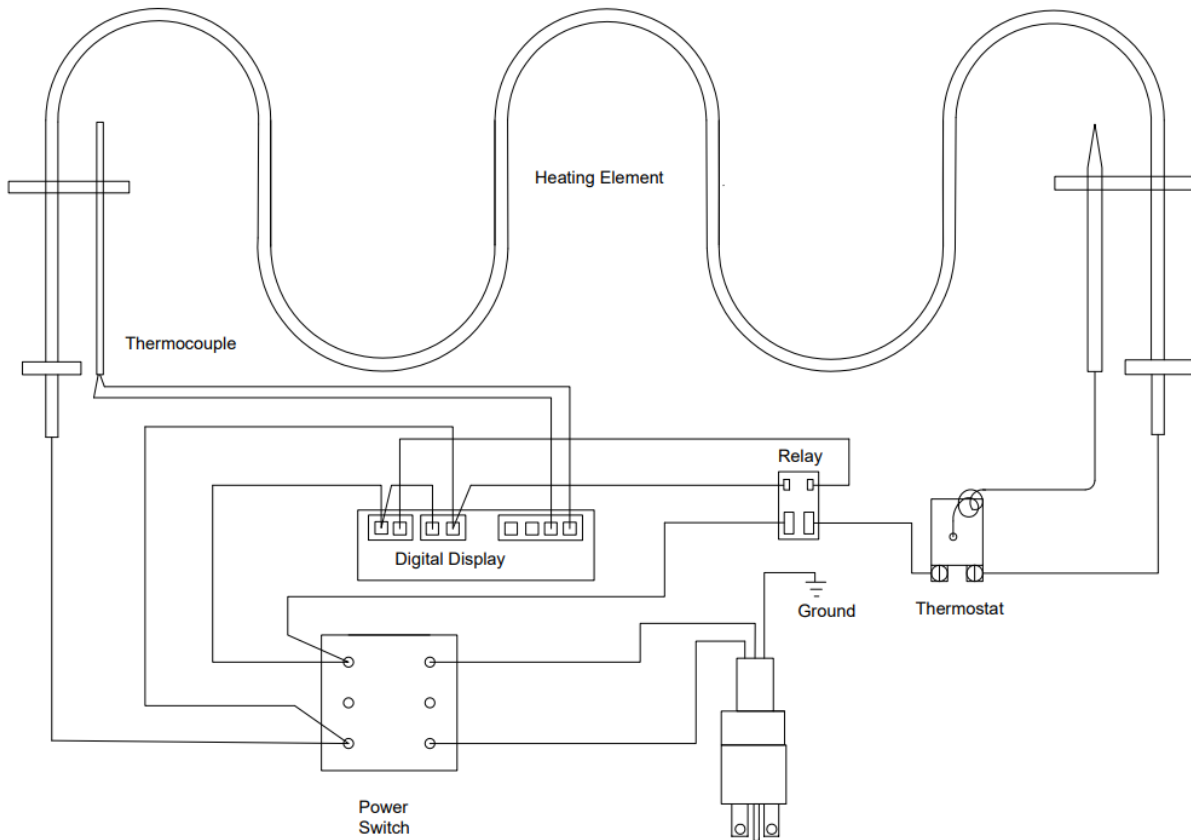 Heating Element
Thermocouple
Relay
Digital Display
Ground
Thermostat
Power
Switch